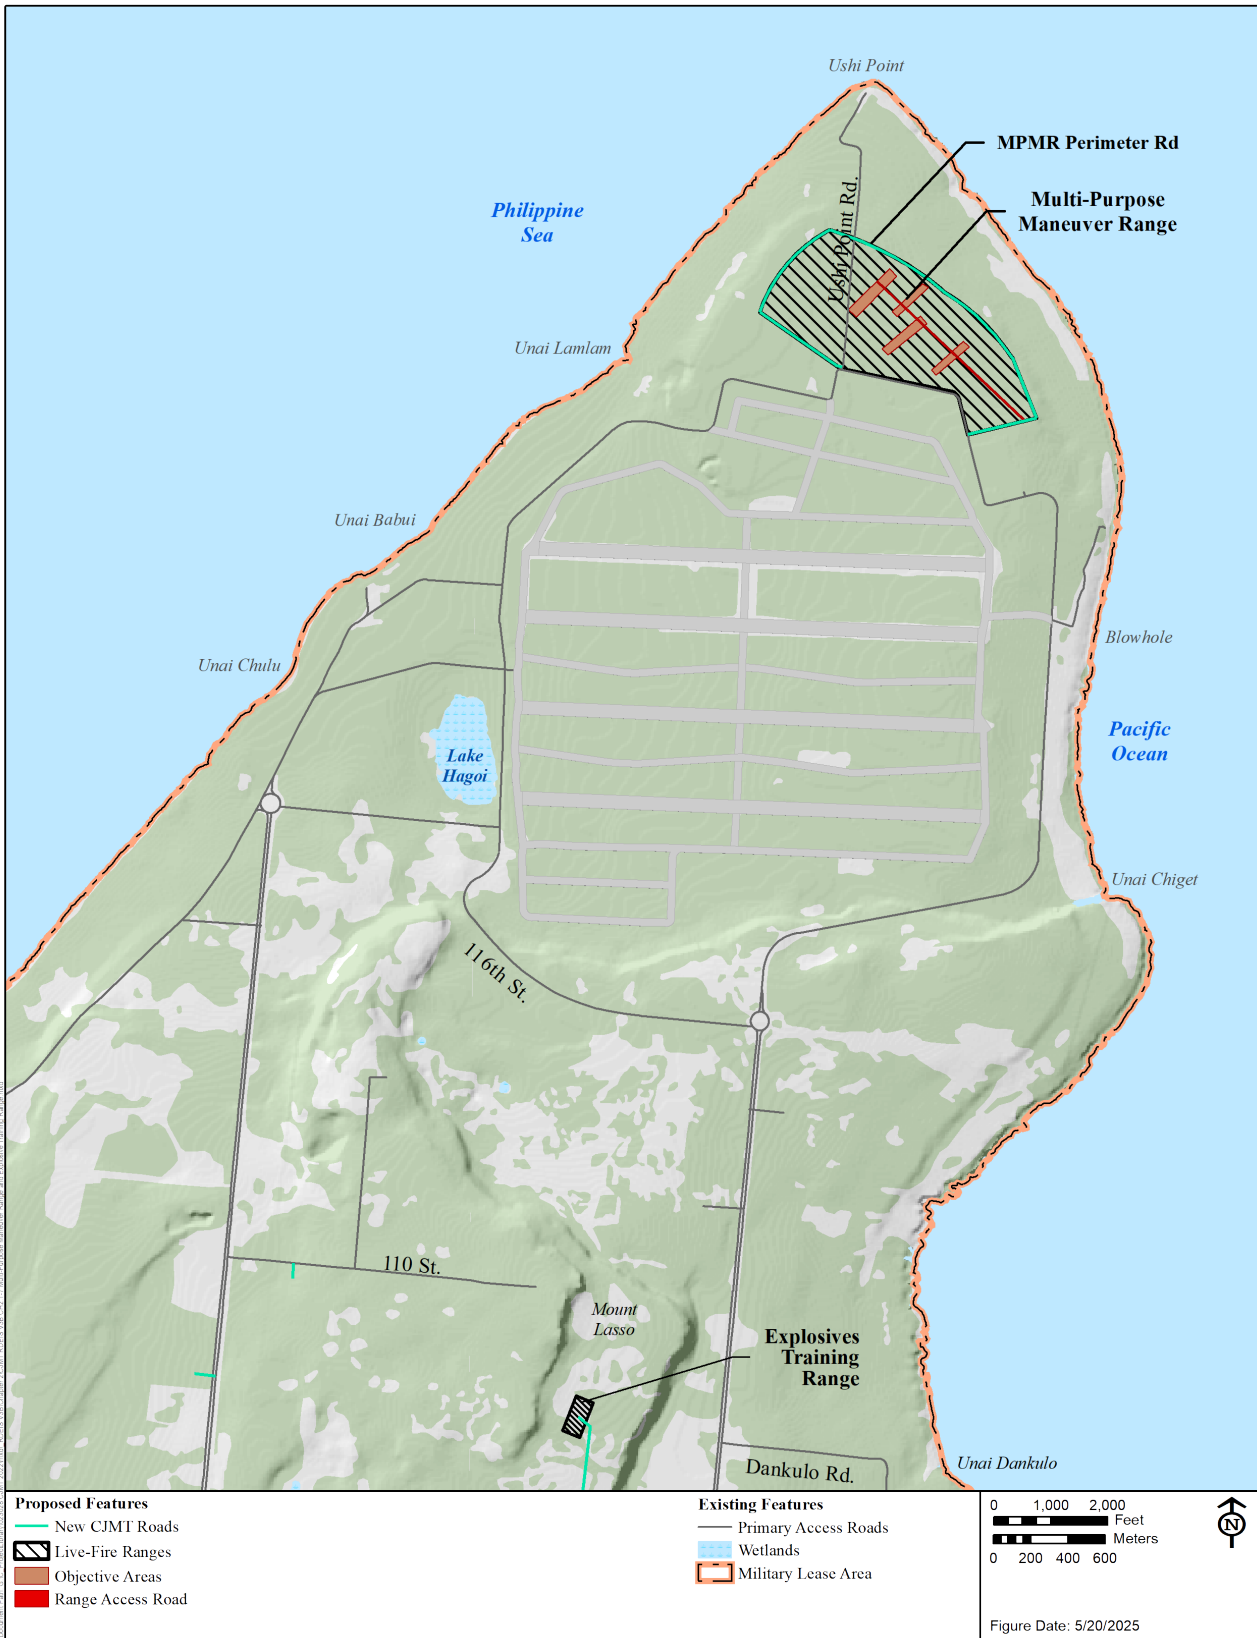 Ushi Point
MPMR Perimeter Rd
Multi-Purpose
Maneuver Range
Philippine
Sea
Ushi Point Rd.
Unai Lamlam
Unai Babui
Blowhole
Unai Chulu
Pacific
Ocean
Lake
Hagoi
Unai Chiget
116th St.
110 St.
Mount
Lasso
Explosives
Training
Range
Unai Dankulo
Dankulo Rd.
Proposed Features
New CJMT Roads
Live-Fire Ranges
Objective Areas
Range Access Road
Existing Features
Primary Access Roads
Wetlands
Military Lease Area
0 1,000 2,000
Feet
Meters
0 200 400 600
N
Figure Date: 5/20/2025